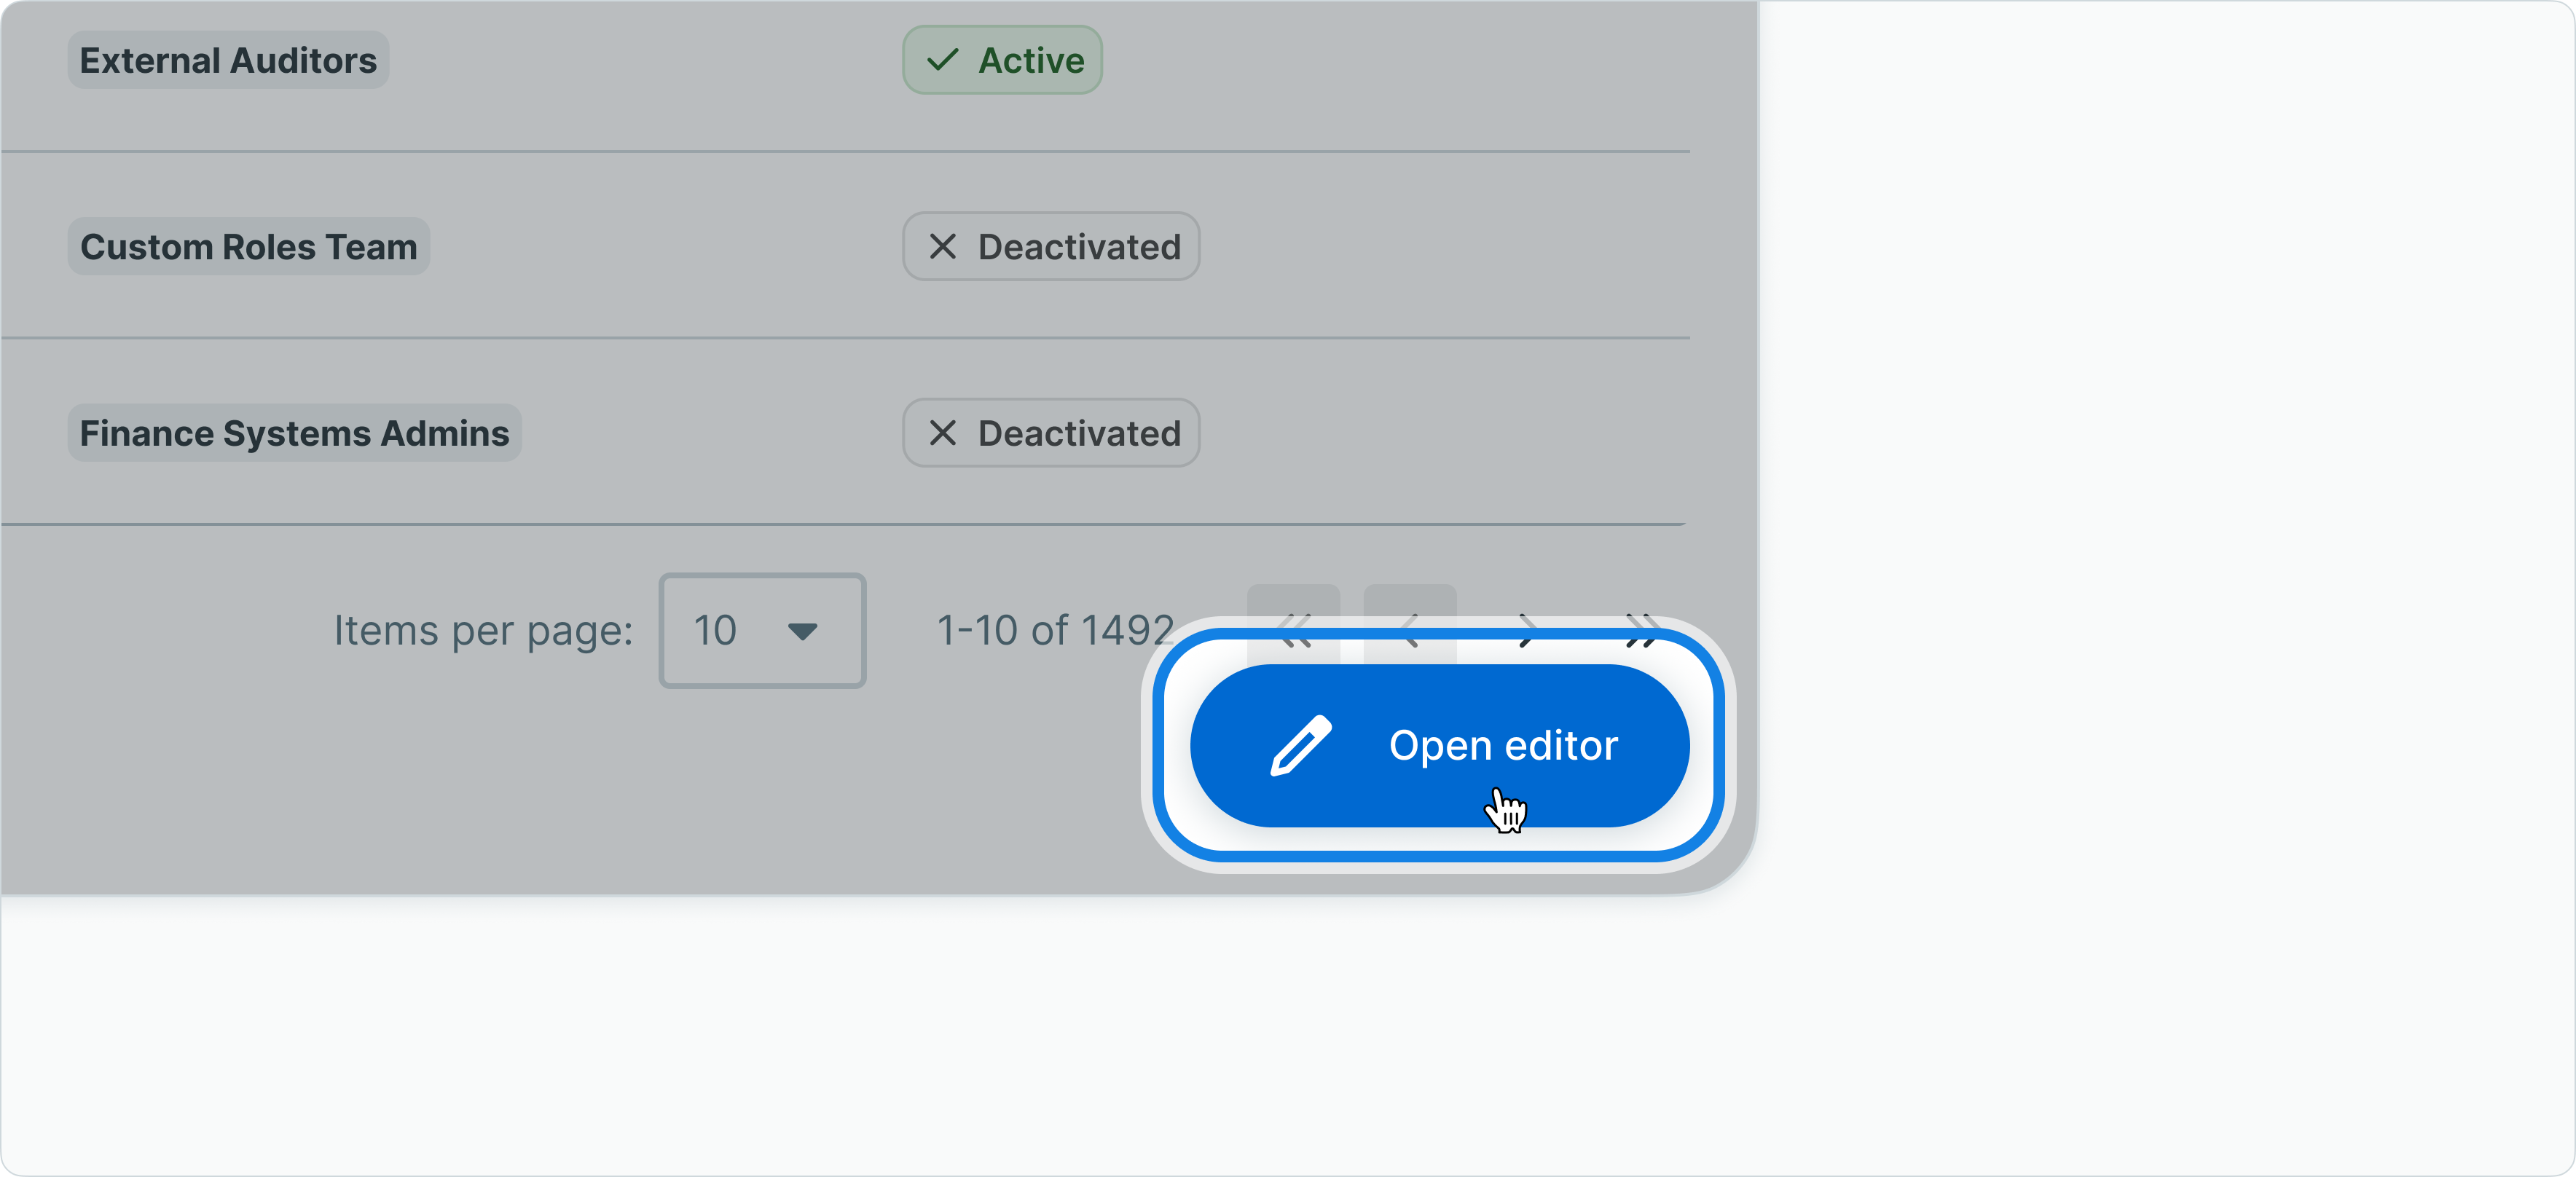 External Auditors
Active
Custom Roles Team
Deactivated
Finance Systems Admins
Deactivated
Items per page: 10 1-10 of 1492
Open editor